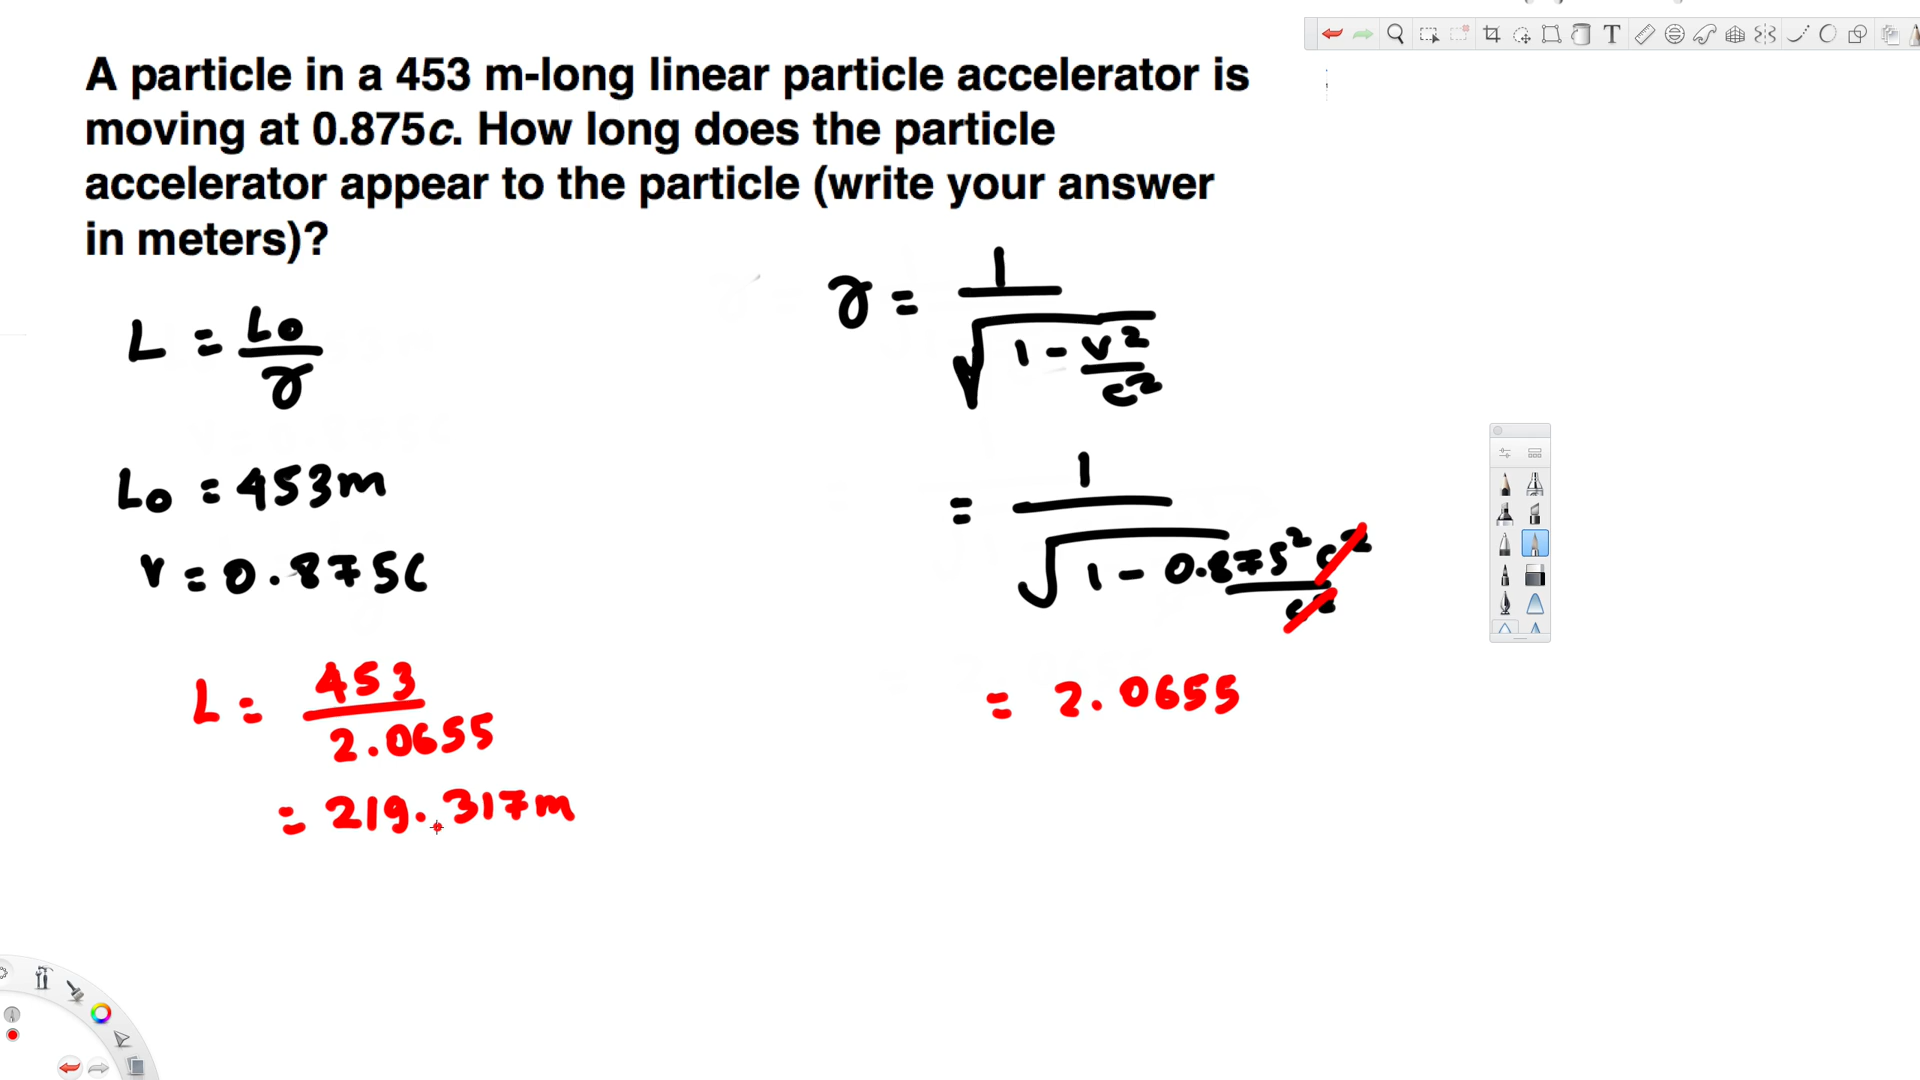 A particle in a 453 m-long linear particle accelerator is
moving at 0.875c. How long does the particle
accelerator appear to the particle (write your answer
in meters)?
L = L0/γ
L0 = 453m
v = 0.875c
L = 453/2.0655
= 219.317m
γ = 1/√(1 - v²/c²)
= 1/√(1 - 0.875²c²/c²)
= 2.0655